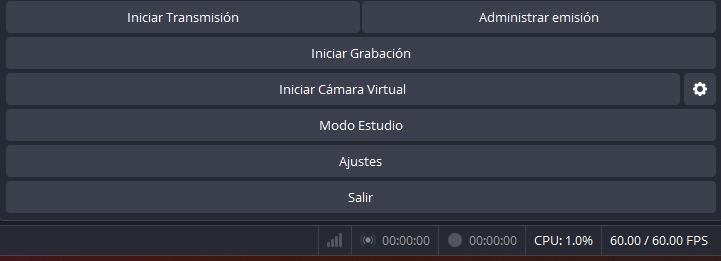 Iniciar Transmisión Administrar emisión
Iniciar Grabación
Iniciar Cámara Virtual
Modo Estudio
Ajustes
Salir
00:00:00 00:00:00 CPU: 1.0% 60.00 / 60.00 FPS